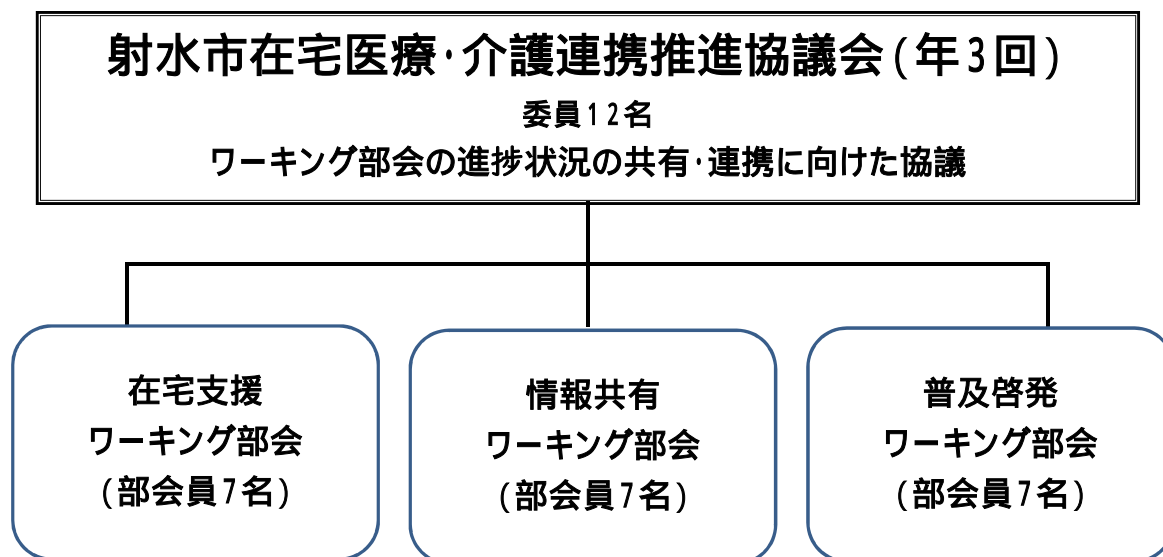 射水市在宅医療・介護連携推進協議会(年3回)
委員12名
ワーキング部会の進捗状況の共有・連携に向けた協議
在宅支援
ワーキング部会
(部会員7名)
情報共有
ワーキング部会
(部会員7名)
普及啓発
ワーキング部会
(部会員7名)